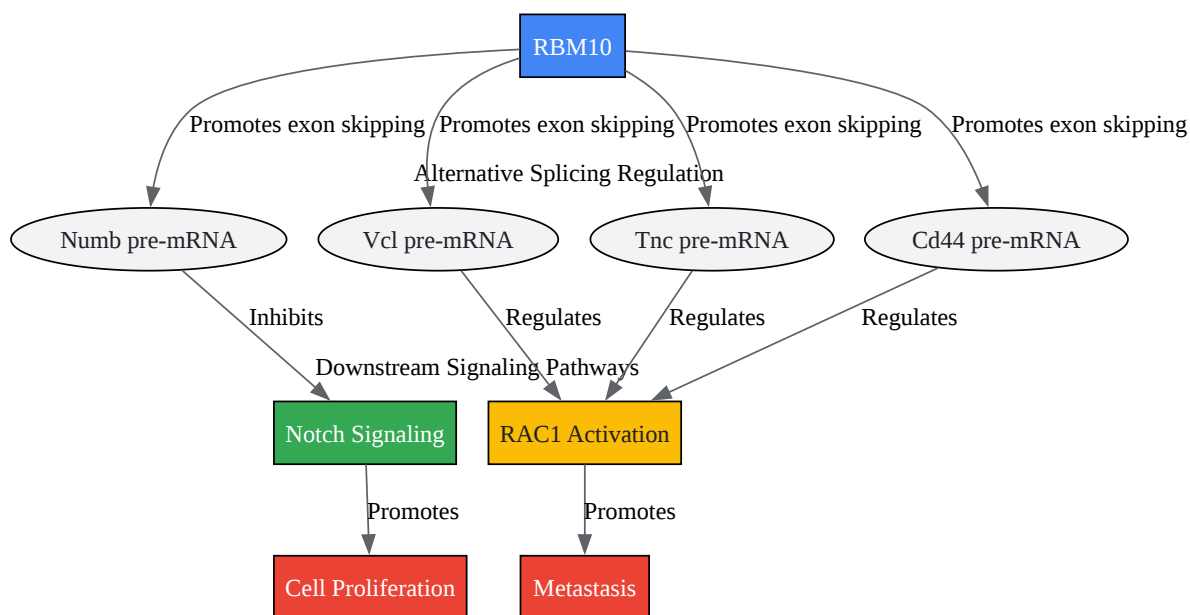 RBM10
Promotes exon skipping
Promotes exon skipping
Promotes exon skipping
Promotes exon skipping
Alternative Splicing Regulation
Numb pre-mRNA
Vcl pre-mRNA
Tnc pre-mRNA
Cd44 pre-mRNA
Inhibits
Regulates
Regulates
Regulates
Downstream Signaling Pathways
Notch Signaling
RAC1 Activation
Promotes
Promotes
Cell Proliferation
Metastasis